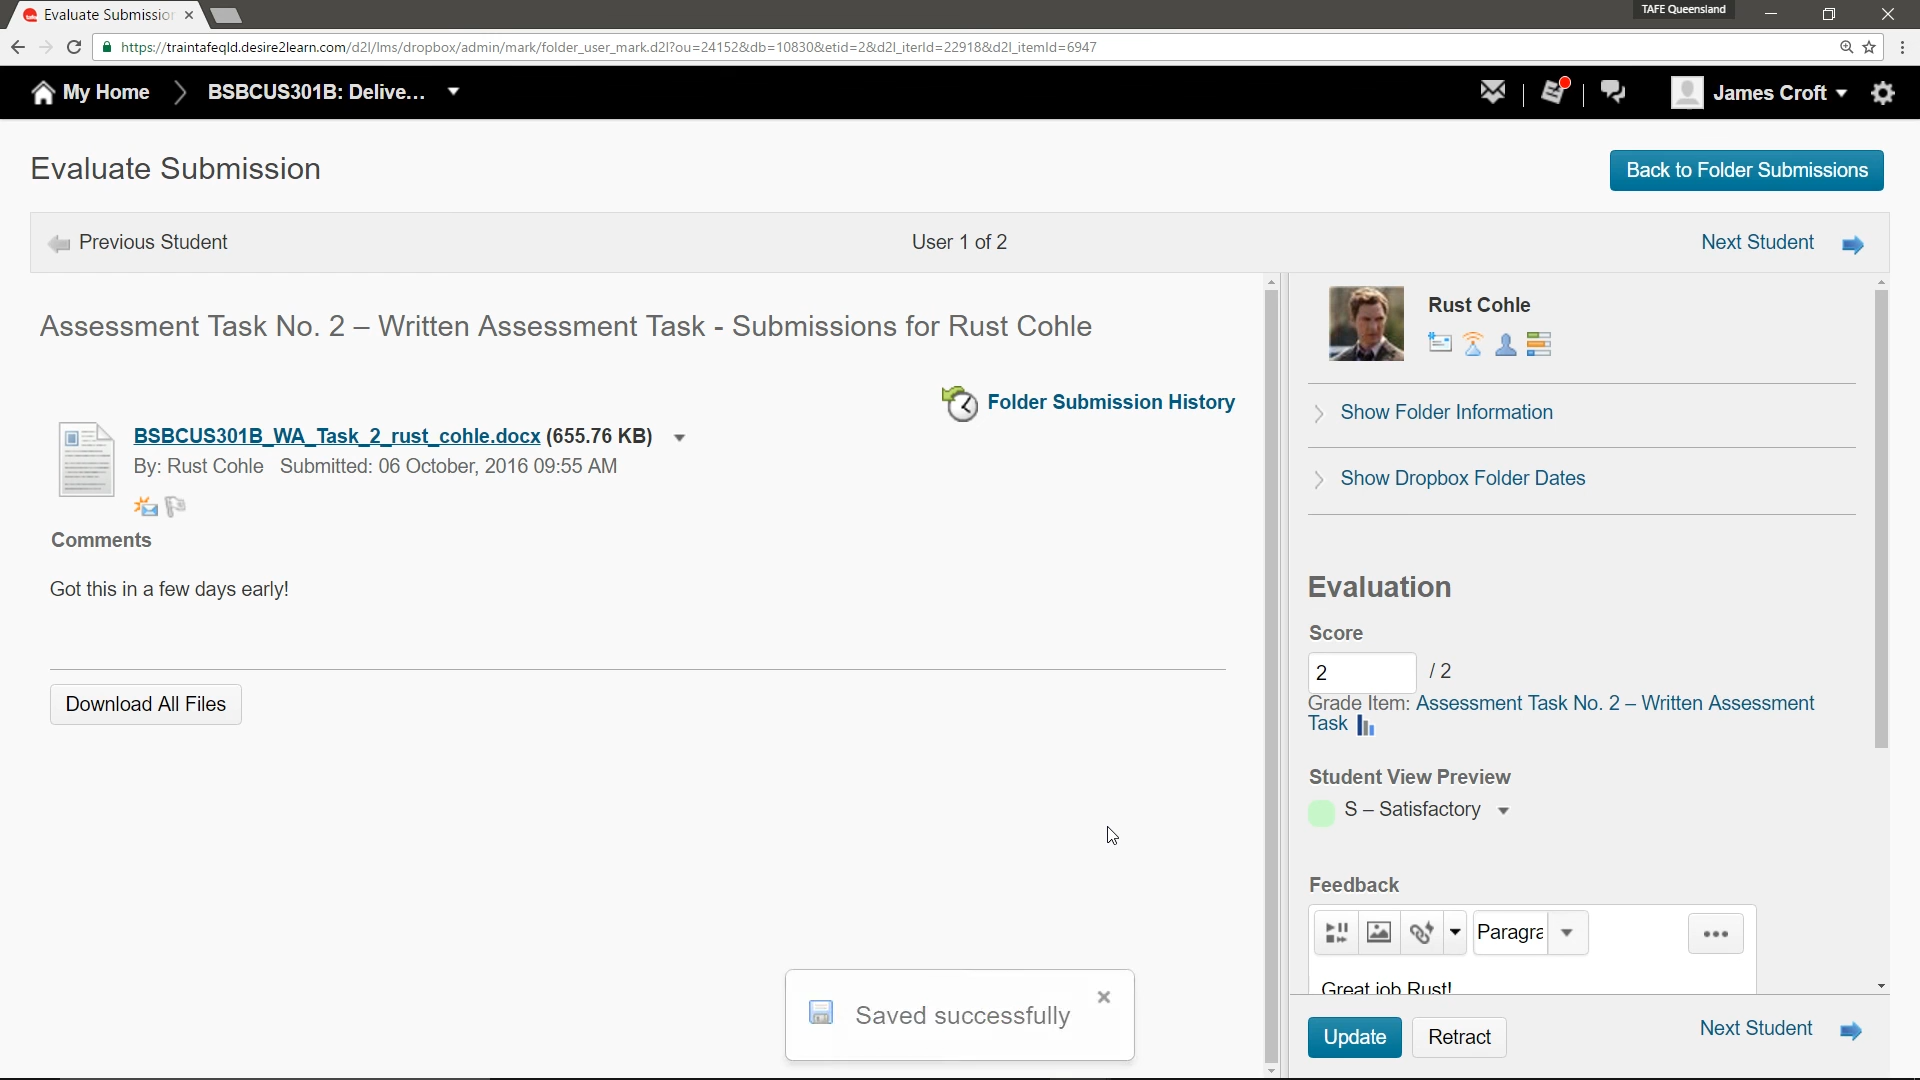 Evaluate Submission
TAFE Queensland
https://traintafeqld.desire2learn.com/d2l/lms/dropbox/admin/mark/folder_user_mark.d2l?ou=24152&db=10830&etid=2&d2l_iterId=22918&d2l_itemId=6947
My Home
BSBCUS301B: Delive...
James Croft
Evaluate Submission
Back to Folder Submissions
Previous Student
User 1 of 2
Next Student
Assessment Task No. 2 – Written Assessment Task - Submissions for Rust Cohle
Folder Submission History
BSBCUS301B_WA_Task_2_rust_cohle.docx (655.76 KB)
By: Rust Cohle Submitted: 06 October, 2016 09:55 AM
Comments
Got this in a few days early!
Download All Files
Rust Cohle
Show Folder Information
Show Dropbox Folder Dates
Evaluation
Score
2 / 2
Grade Item: Assessment Task No. 2 – Written Assessment
Task
Student View Preview
S – Satisfactory
Feedback
Paragra
Great job Rust!
Saved successfully
Update
Retract
Next Student